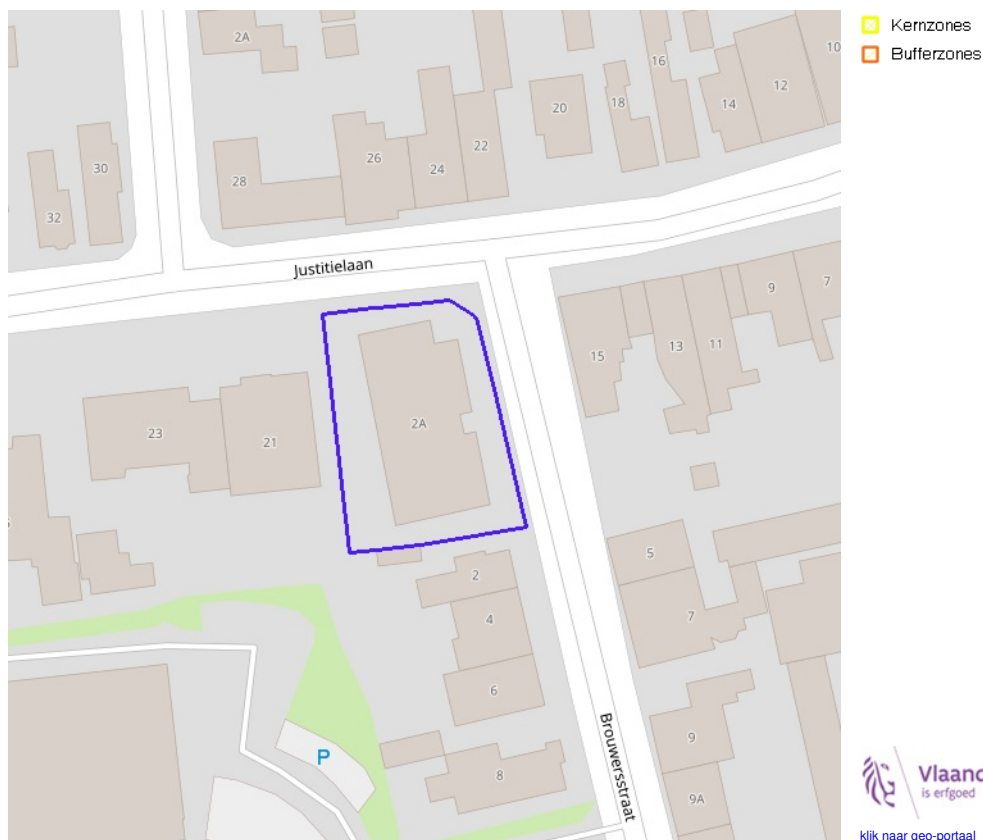 2A
16
10
12
14
20
18
22
26
24
30
28
32
Justitielaan
9
7
15
13
11
2A
23
21
5
2
7
4
6
Brouwersstraat
9
P
8
9A
Kernzones
Bufferzones
Vlaand
is erfgoed
klik naar geo-portaal